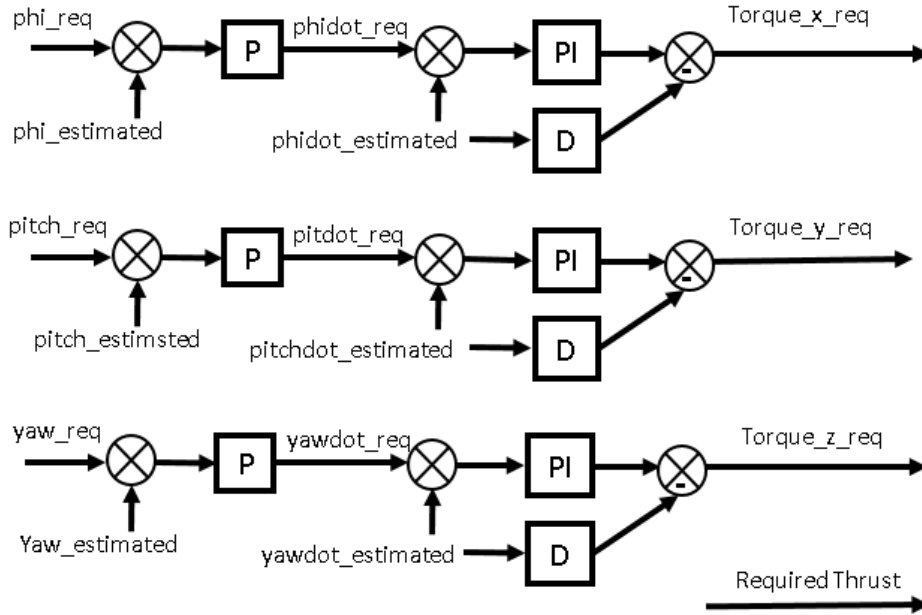 phi_req
phidot_req
Torque_x_req
P
PI
-
phi_estimated
phidot_estimated
D
pitch_req
pitdot_req
Torque_y_req
P
PI
-
pitch_estimsted
pitchdot_estimated
D
yaw_req
yawdot_req
Torque_z_req
P
PI
-
Yaw_estimated
yawdot_estimated
D
Required Thrust